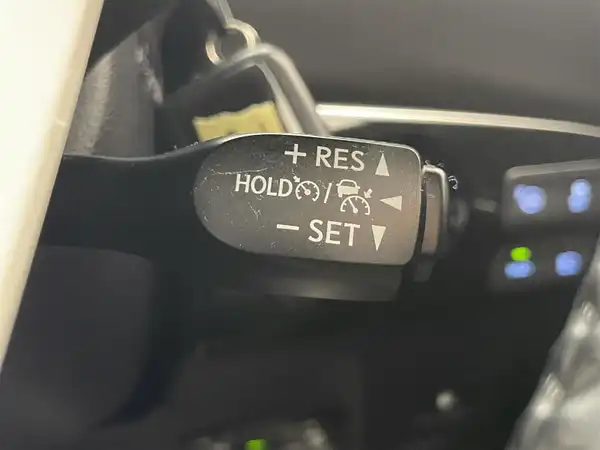 + RES
HOLD /
− SET